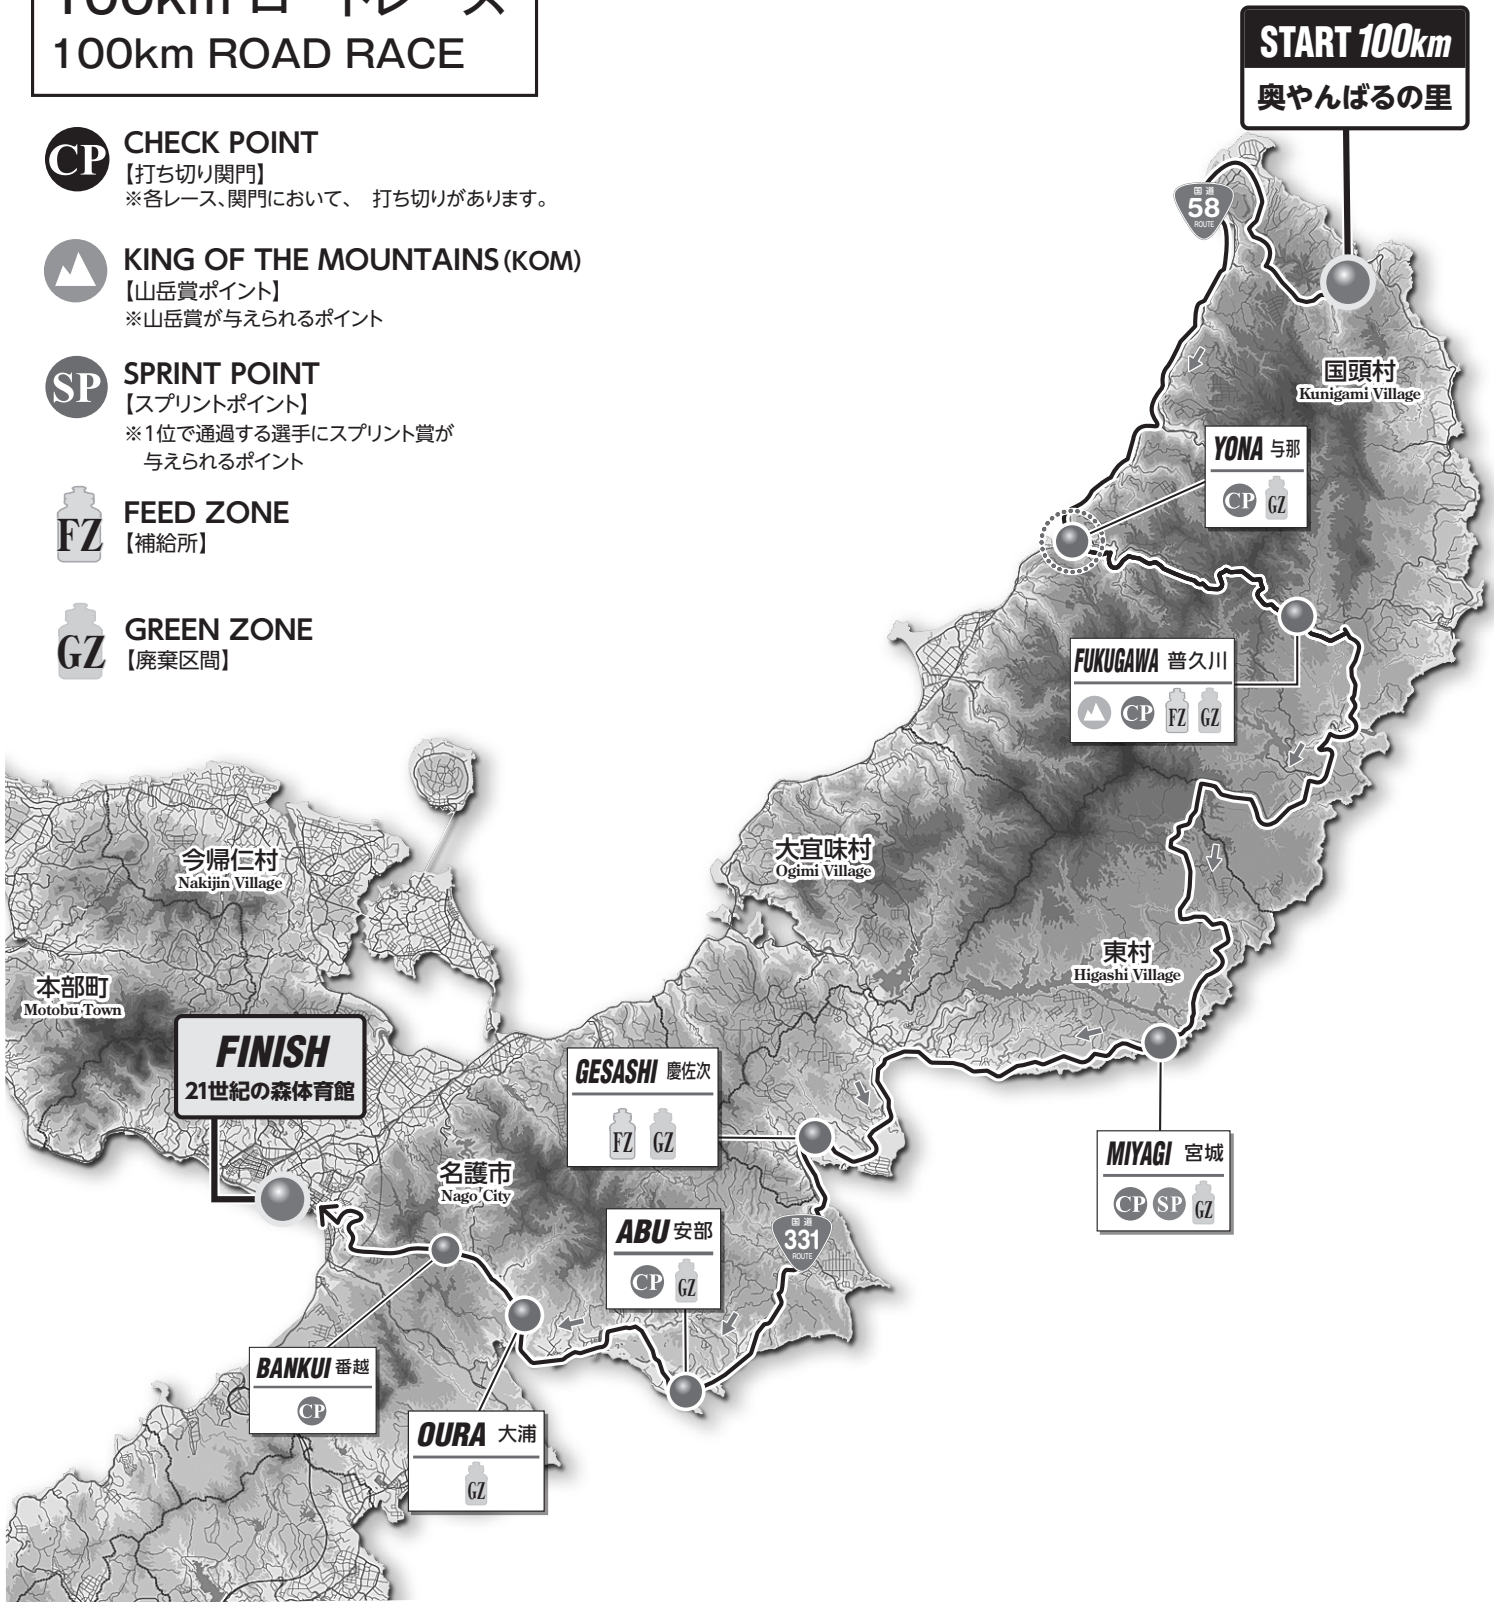 100km ロードレース
100km ROAD RACE
CP
CHECK POINT
【打ち切り関門】
※各レース、関門において、 打ち切りがあります。
KING OF THE MOUNTAINS (KOM)
【山岳賞ポイント】
※山岳賞が与えられるポイント
SP
SPRINT POINT
【スプリントポイント】
※1位で通過する選手にスプリント賞が
与えられるポイント
FZ
FEED ZONE
【補給所】
GZ
GREEN ZONE
【廃棄区間】
START 100km
奥やんばるの里
国道
58
ROUTE
国頭村
Kunigami Village
YONA 与那
CP GZ
FUKUGAWA 普久川
CP FZ GZ
大宜味村
Ogimi Village
今帰仁村
Nakijin Village
本部町
Motobu Town
東村
Higashi Village
FINISH
21世紀の森体育館
GESASHI 慶佐次
FZ GZ
MIYAGI 宮城
CP SP GZ
名護市
Nago City
ABU 安部
CP GZ
国道
331
ROUTE
BANKUI 番越
CP
OURA 大浦
GZ